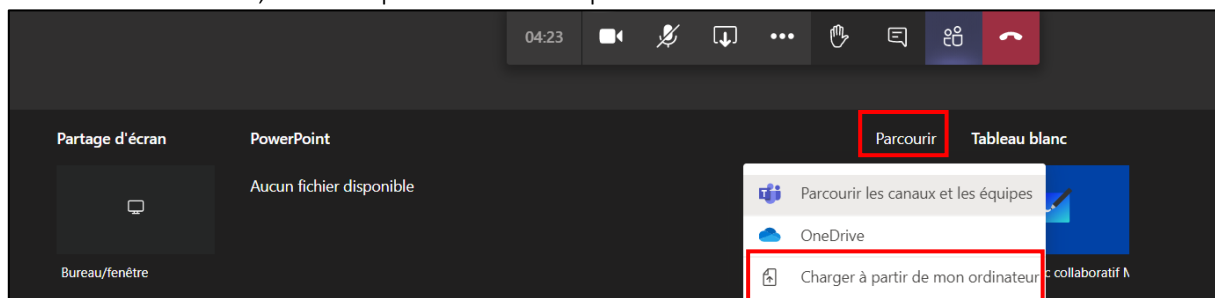 04:23
Partage d'écran
PowerPoint
Parcourir
Tableau blanc
Aucun fichier disponible
Parcourir les canaux et les équipes
OneDrive
Charger à partir de mon ordinateur
Bureau/fenêtre
collaboratif